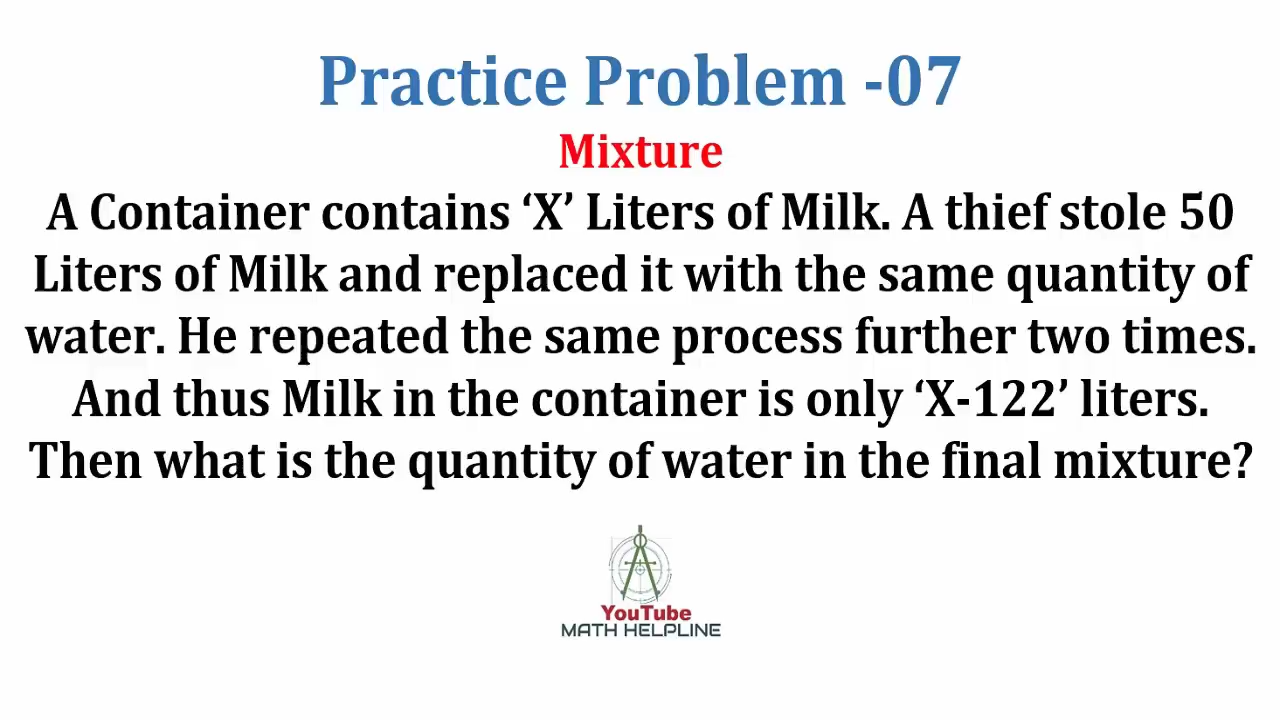 Practice Problem -07
Mixture
A Container contains ‘X’ Liters of Milk. A thief stole 50
Liters of Milk and replaced it with the same quantity of
water. He repeated the same process further two times.
And thus Milk in the container is only ‘X-122’ liters.
Then what is the quantity of water in the final mixture?
YouTube
MATH HELPLINE